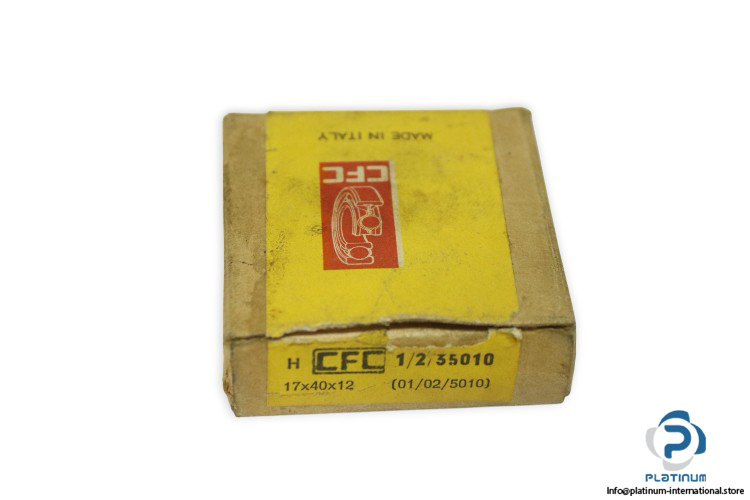 MADE IN ITALY
CFC
H CFC 1/2/35010
17x40x12 (01/02/5010)
PLATINUM
Info@platinum-international.store